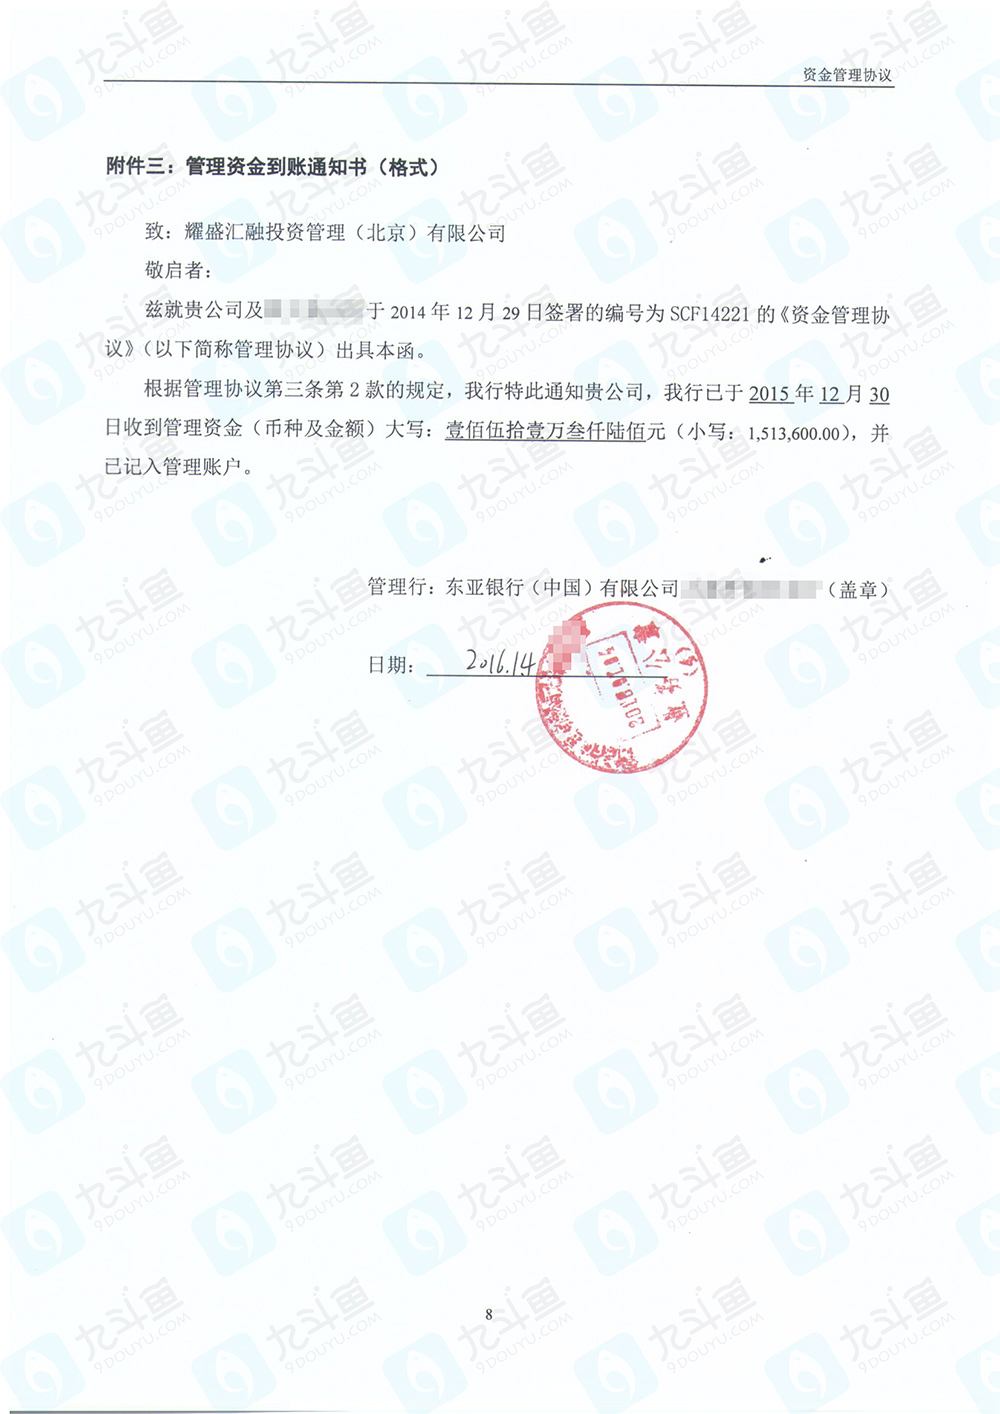 资金管理协议
附件三：管理资金到账通知书（格式）
致：耀盛汇融投资管理（北京）有限公司
敬启者：
兹就贵公司及 于 2014 年 12 月 29 日签署的编号为 SCF14221 的《资金管理协
议》（以下简称管理协议）出具本函。
根据管理协议第三条第 2 款的规定，我行特此通知贵公司，我行已于 2015 年 12 月 30
日收到管理资金（币种及金额）大写：壹佰伍拾壹万叁仟陆佰元（小写：1,513,600.00），并
已记入管理账户。
管理行：东亚银行（中国）有限公司 （盖章）
日期： 2016.1.4
8
九斗鱼
9DOUYU.COM